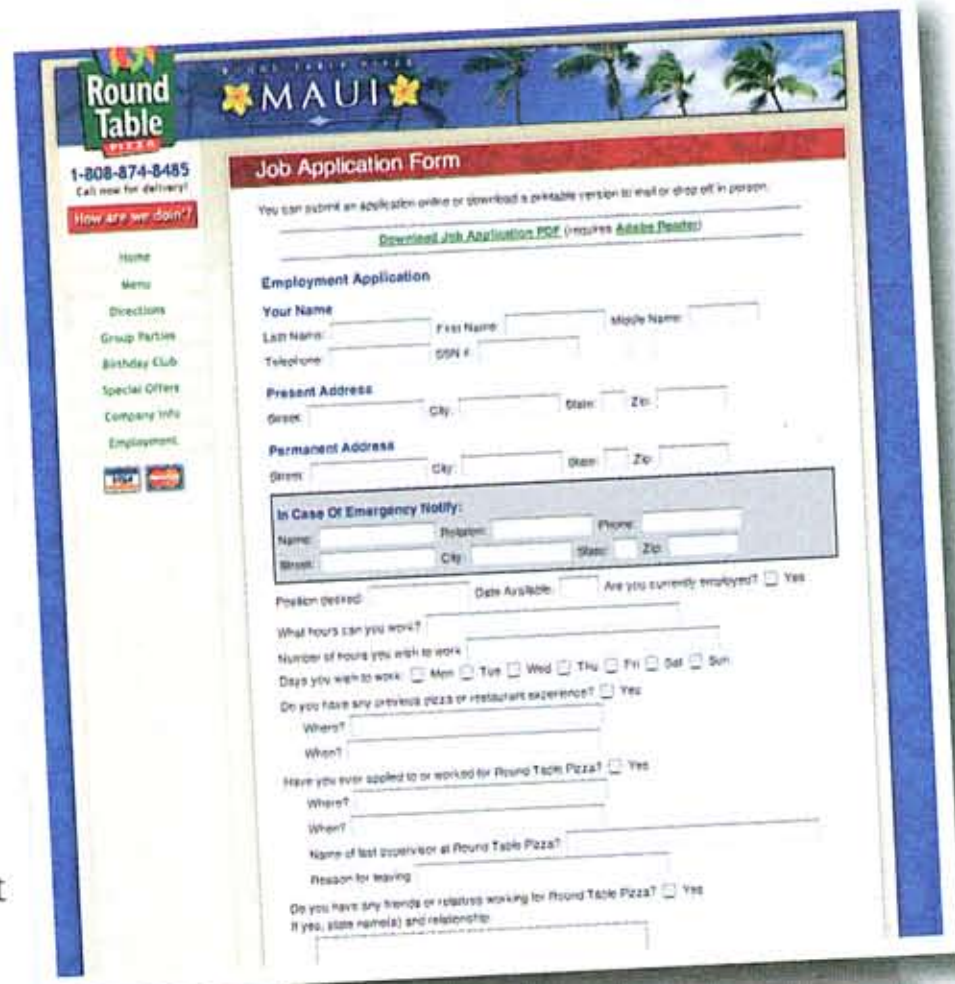 Round
Table
PIZZA
ROUND TABLE PIZZA
MAUI
1-808-874-8485
Call now for delivery!
How are we doin'?
Home
Menu
Directions
Group Parties
Birthday Club
Special Offers
Company Info
Employment
VISA
Job Application Form
You can submit an application online or download a printable version to mail or drop off in person.
Download Job Application PDF (requires Adobe Reader)
Employment Application
Your Name
Last Name: First Name: Middle Name:
Telephone: SSN #:
Present Address
Street: City: State: Zip:
Permanent Address
Street: City: State: Zip:
In Case Of Emergency Notify:
Name: Relation: Phone:
Street: City: State: Zip:
Position desired: Date Available: Are you currently employed? Yes
What hours can you work?
Number of hours you wish to work
Days you wish to work: Mon Tue Wed Thu Fri Sat Sun
Do you have any previous pizza or restaurant experience? Yes
Where?
When?
Have you ever applied to or worked for Round Table Pizza? Yes
Where?
When?
Name of last supervisor at Round Table Pizza?
Reason for leaving
Do you have any friends or relatives working for Round Table Pizza? Yes
If yes, state name(s) and relationship
t